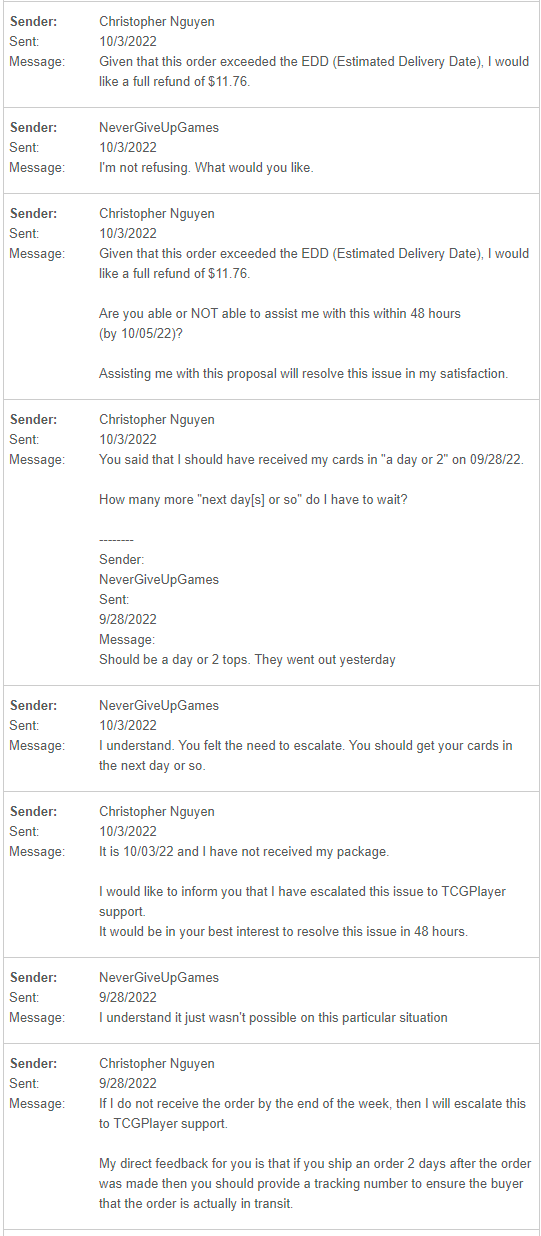 Sender: Christopher Nguyen
Sent: 10/3/2022
Message: Given that this order exceeded the EDD (Estimated Delivery Date), I would
like a full refund of $11.76.
Sender: NeverGiveUpGames
Sent: 10/3/2022
Message: I'm not refusing. What would you like.
Sender: Christopher Nguyen
Sent: 10/3/2022
Message: Given that this order exceeded the EDD (Estimated Delivery Date), I would
like a full refund of $11.76.
Are you able or NOT able to assist me with this within 48 hours
(by 10/05/22)?
Assisting me with this proposal will resolve this issue in my satisfaction.
Sender: Christopher Nguyen
Sent: 10/3/2022
Message: You said that I should have received my cards in "a day or 2" on 09/28/22.
How many more "next day[s] or so" do I have to wait?
--------
Sender:
NeverGiveUpGames
Sent:
9/28/2022
Message:
Should be a day or 2 tops. They went out yesterday
Sender: NeverGiveUpGames
Sent: 10/3/2022
Message: I understand. You felt the need to escalate. You should get your cards in
the next day or so.
Sender: Christopher Nguyen
Sent: 10/3/2022
Message: It is 10/03/22 and I have not received my package.
I would like to inform you that I have escalated this issue to TCGPlayer
support.
It would be in your best interest to resolve this issue in 48 hours.
Sender: NeverGiveUpGames
Sent: 9/28/2022
Message: I understand it just wasn't possible on this particular situation
Sender: Christopher Nguyen
Sent: 9/28/2022
Message: If I do not receive the order by the end of the week, then I will escalate this
to TCGPlayer support.
My direct feedback for you is that if you ship an order 2 days after the order
was made then you should provide a tracking number to ensure the buyer
that the order is actually in transit.